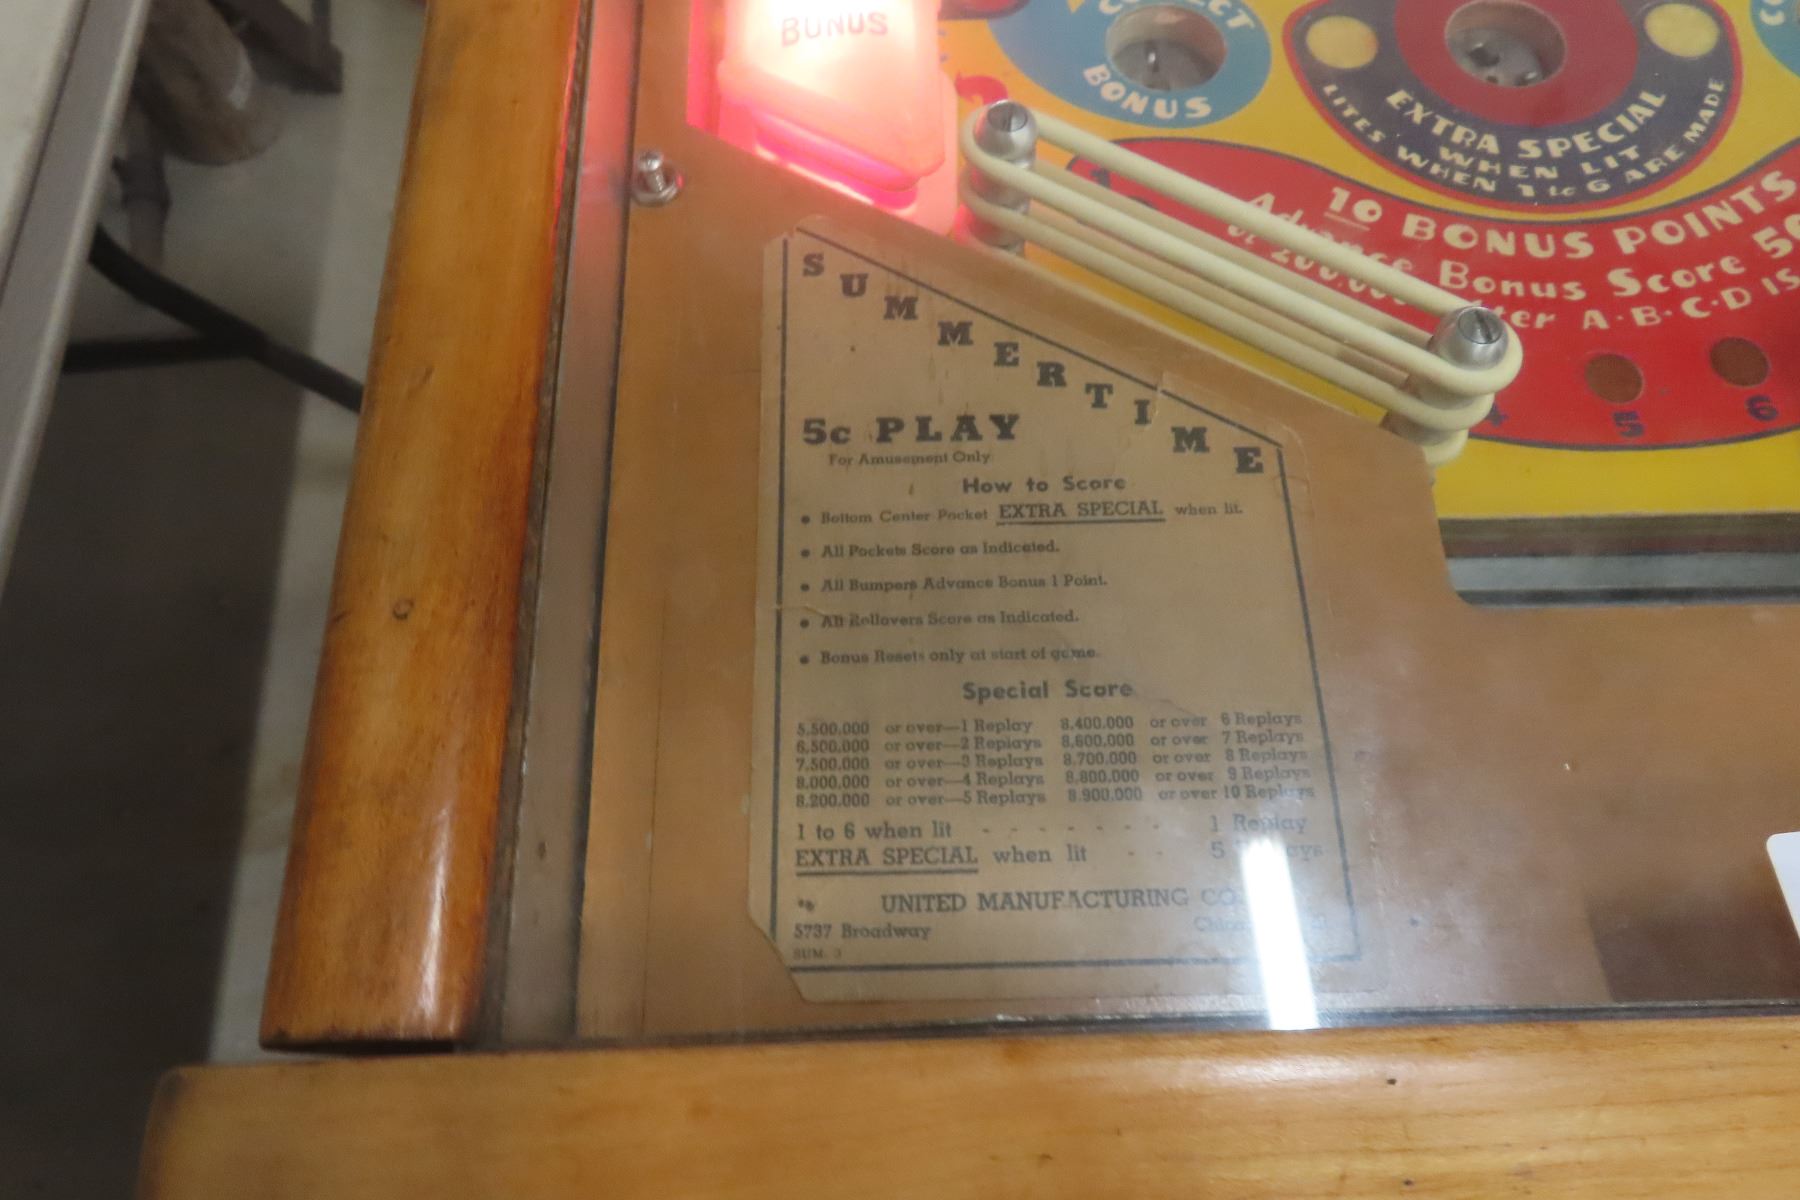 BONUS
BONUS
EXTRA SPECIAL
WHEN LIT
LITES WHEN 1 to 6 ARE MADE
10 BONUS POINTS
Advance Bonus Score
A·B·C·D IS
4 5 6
SUMMERTIME
5c PLAY
For Amusement Only
How to Score
• Bottom Center Pocket EXTRA SPECIAL when lit.
• All Pockets Score as Indicated.
• All Bumpers Advance Bonus 1 Point.
• All Rollovers Score as Indicated.
• Bonus Resets only at start of game.
Special Score
5,500,000 or over—1 Replay 8,400,000 or over 6 Replays
6,500,000 or over—2 Replays 8,600,000 or over 7 Replays
7,500,000 or over—3 Replays 8,700,000 or over 8 Replays
8,000,000 or over—4 Replays 8,800,000 or over 9 Replays
8,200,000 or over—5 Replays 8,900,000 or over 10 Replays
1 to 6 when lit - - - - - - - 1 Replay
EXTRA SPECIAL when lit - - 5
UNITED MANUFACTURING CO.
5737 Broadway
SUM. 3